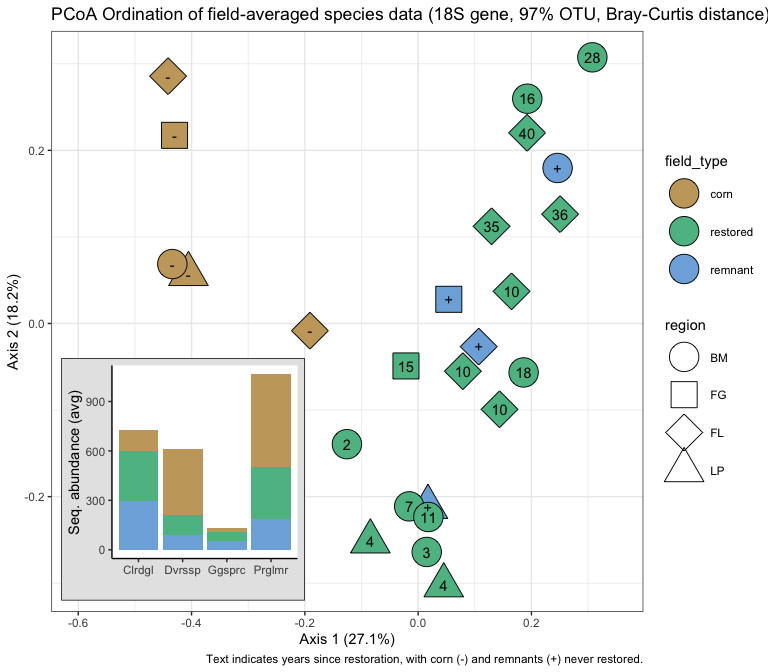 PCoA Ordination of field-averaged species data (18S gene, 97% OTU, Bray-Curtis distance)
Axis 2 (18.2%)
0.2
0.0
-0.2
-0.6
-0.4
-0.2
0.0
0.2
Axis 1 (27.1%)
Text indicates years since restoration, with corn (-) and remnants (+) never restored.
-
-
-
-
-
28
16
40
+
36
35
10
+
+
15
10
18
10
2
7
+
11
4
3
4
field_type
corn
restored
remnant
region
BM
FG
FL
LP
Seq. abundance (avg)
900
600
300
0
Clrdgl
Dvrssp
Ggsprc
Prglmr